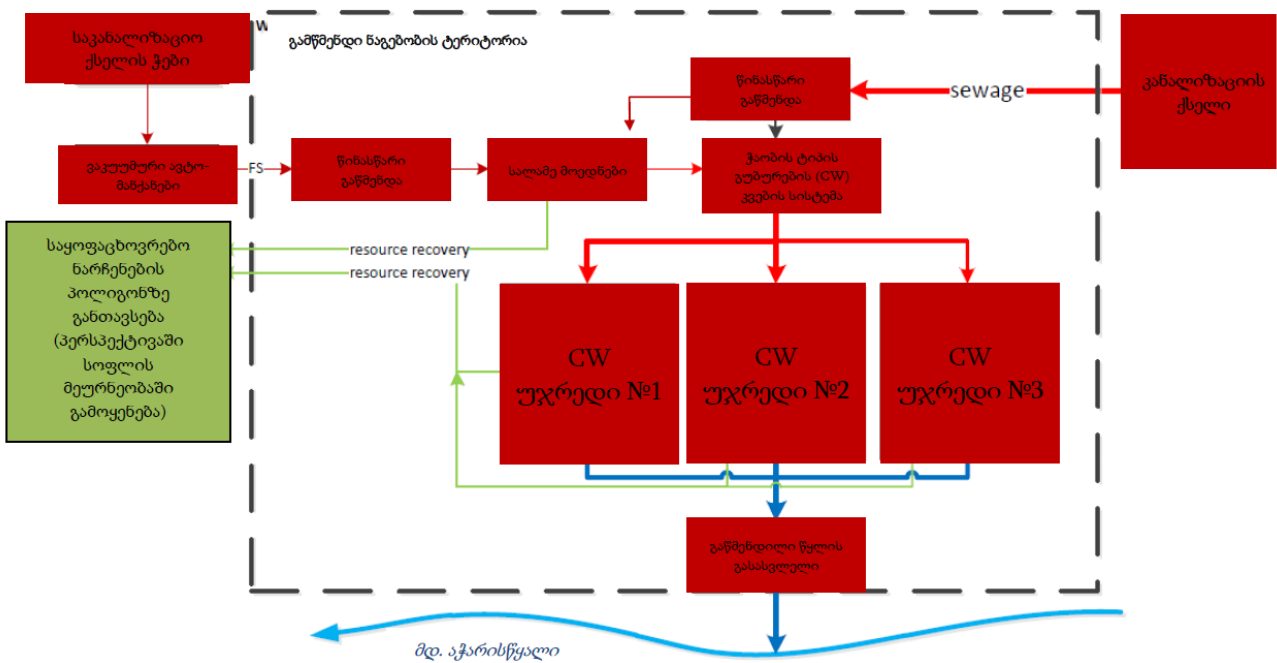 საკანალიზაციო
ქსელის ჭები
W
გამწმენდი ნაგებობის ტერიტორია
წინასწარი
გაწმენდა
sewage
კანალიზაციის
ქსელი
ვაკუუმური ავტო-
მანქანები
FS
წინასწარი
გაწმენდა
სალამე მოედნები
ჭაობის ტიპის
გუბურების (CW)
კვების სისტემა
საყოფაცხოვრებო
ნარჩენების
პოლიგონზე
განთავსება
(პერსპექტივაში
სოფლის
მეურნეობაში
გამოყენება)
resource recovery
resource recovery
CW
უჯრედი №1
CW
უჯრედი №2
CW
უჯრედი №3
გაწმენდილი წყლის
გასასვლელი
მდ. აჭარისწყალი